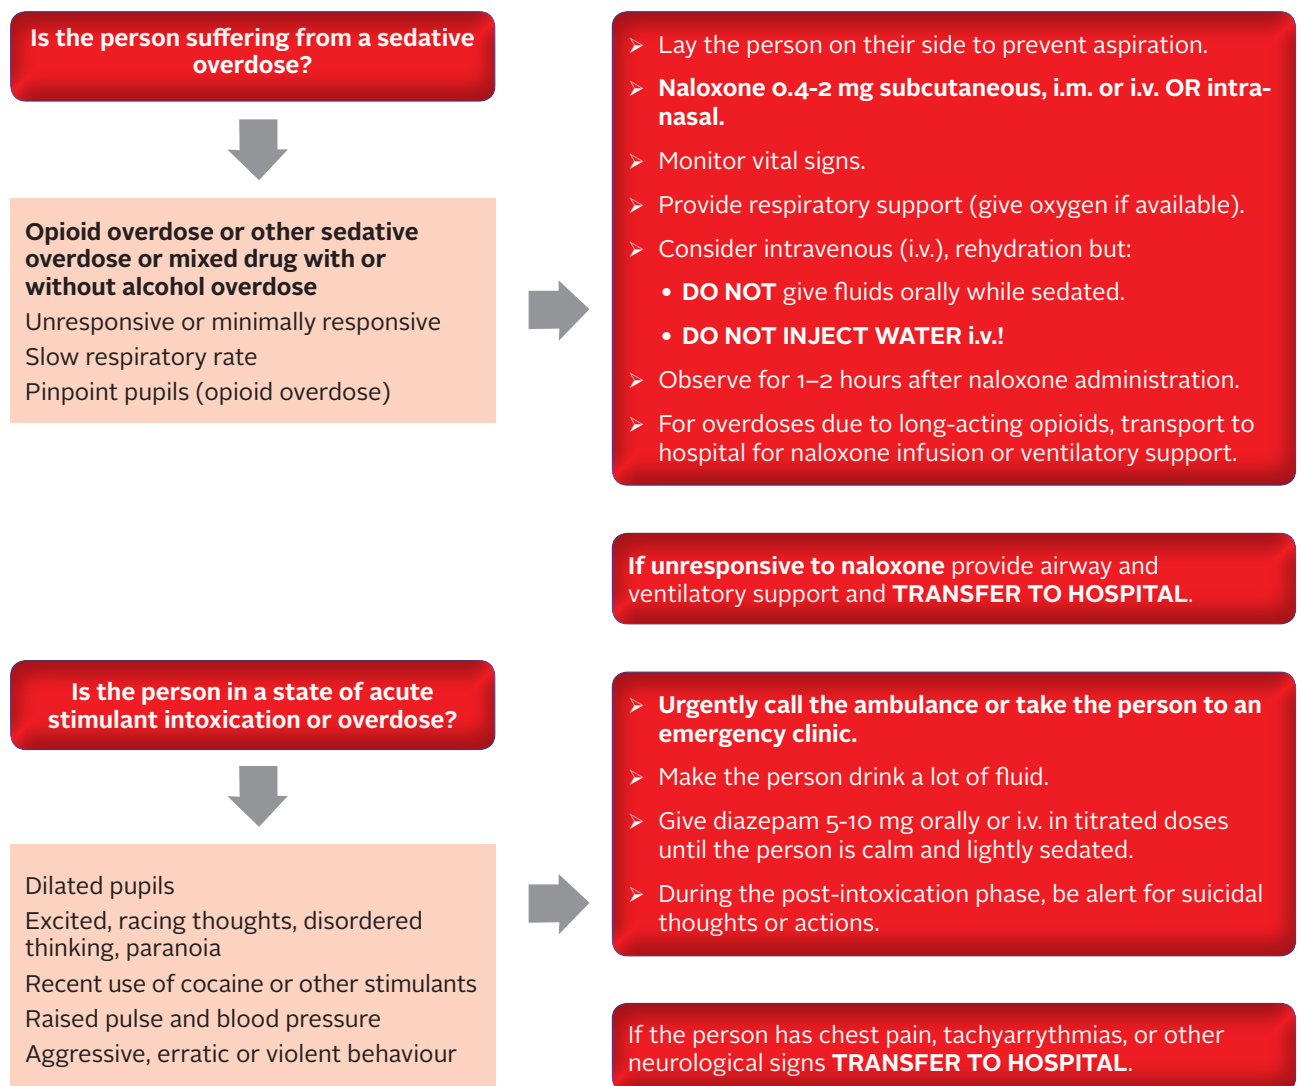 Is the person suffering from a sedative
overdose?
Opioid overdose or other sedative
overdose or mixed drug with or
without alcohol overdose
Unresponsive or minimally responsive
Slow respiratory rate
Pinpoint pupils (opioid overdose)
➢ Lay the person on their side to prevent aspiration.
➢ Naloxone 0.4-2 mg subcutaneous, i.m. or i.v. OR intra-
nasal.
➢ Monitor vital signs.
➢ Provide respiratory support (give oxygen if available).
➢ Consider intravenous (i.v.), rehydration but:
• DO NOT give fluids orally while sedated.
• DO NOT INJECT WATER i.v.!
➢ Observe for 1–2 hours after naloxone administration.
➢ For overdoses due to long-acting opioids, transport to
hospital for naloxone infusion or ventilatory support.
If unresponsive to naloxone provide airway and
ventilatory support and TRANSFER TO HOSPITAL.
Is the person in a state of acute
stimulant intoxication or overdose?
Dilated pupils
Excited, racing thoughts, disordered
thinking, paranoia
Recent use of cocaine or other stimulants
Raised pulse and blood pressure
Aggressive, erratic or violent behaviour
➢ Urgently call the ambulance or take the person to an
emergency clinic.
➢ Make the person drink a lot of fluid.
➢ Give diazepam 5-10 mg orally or i.v. in titrated doses
until the person is calm and lightly sedated.
➢ During the post-intoxication phase, be alert for suicidal
thoughts or actions.
If the person has chest pain, tachyarrythmias, or other
neurological signs TRANSFER TO HOSPITAL.